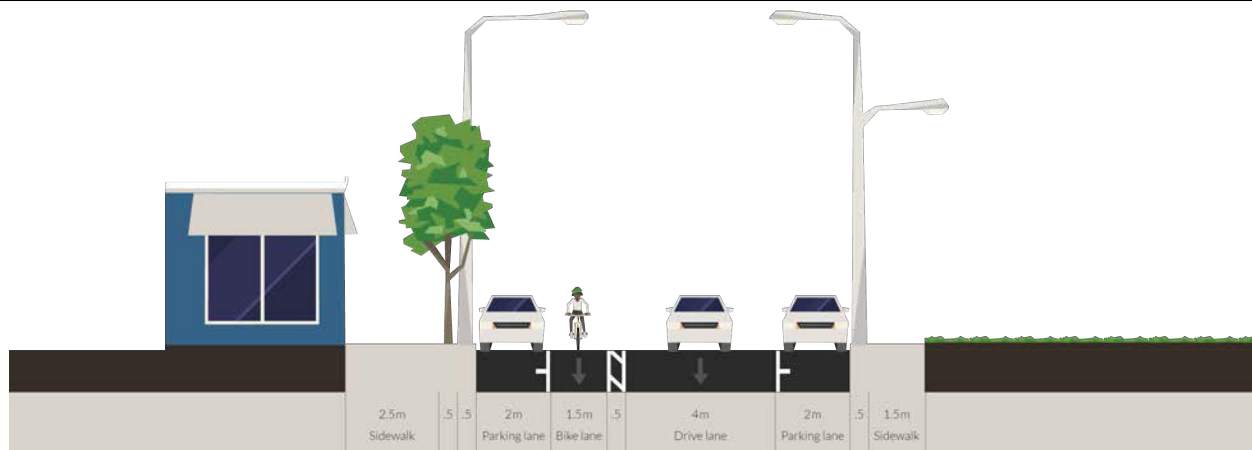 2.5m .5 .5 2m 1.5m .5 4m 2m .5 1.5m
Sidewalk Parking lane Bike lane Drive lane Parking lane Sidewalk